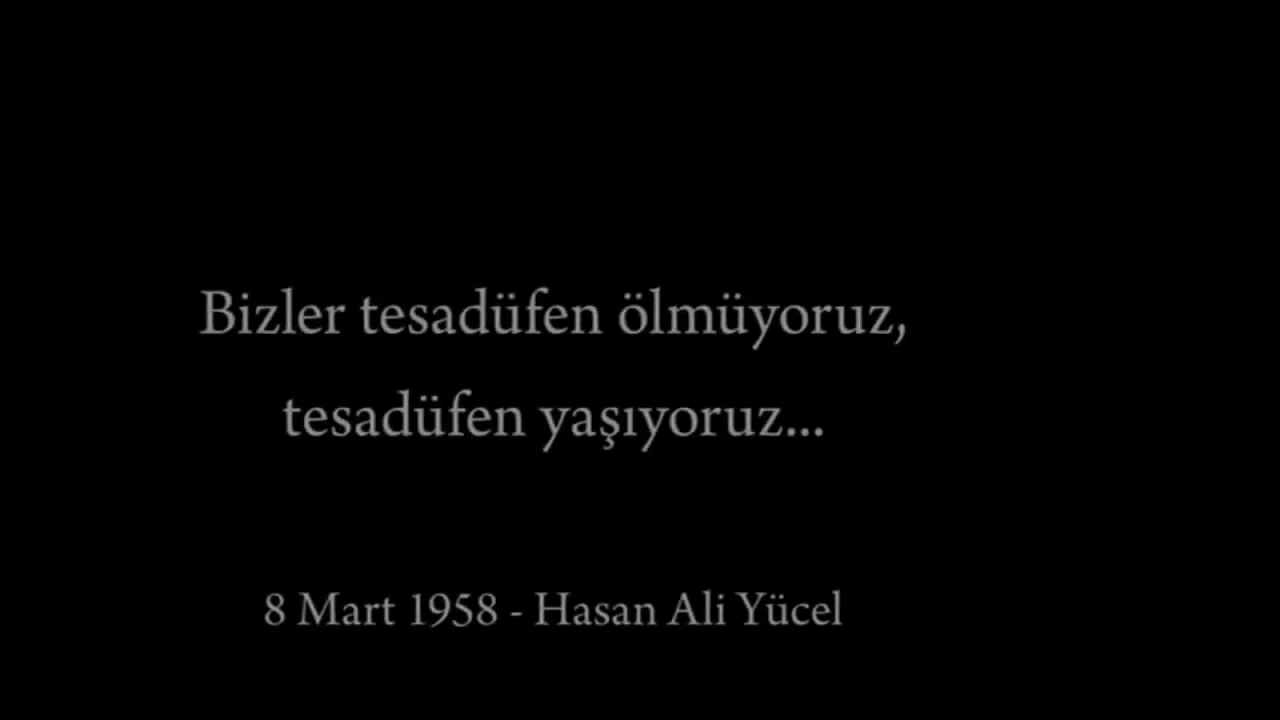 Bizler tesadüfen ölmüyoruz,
tesadüfen yaşıyoruz...
8 Mart 1958 - Hasan Ali Yücel